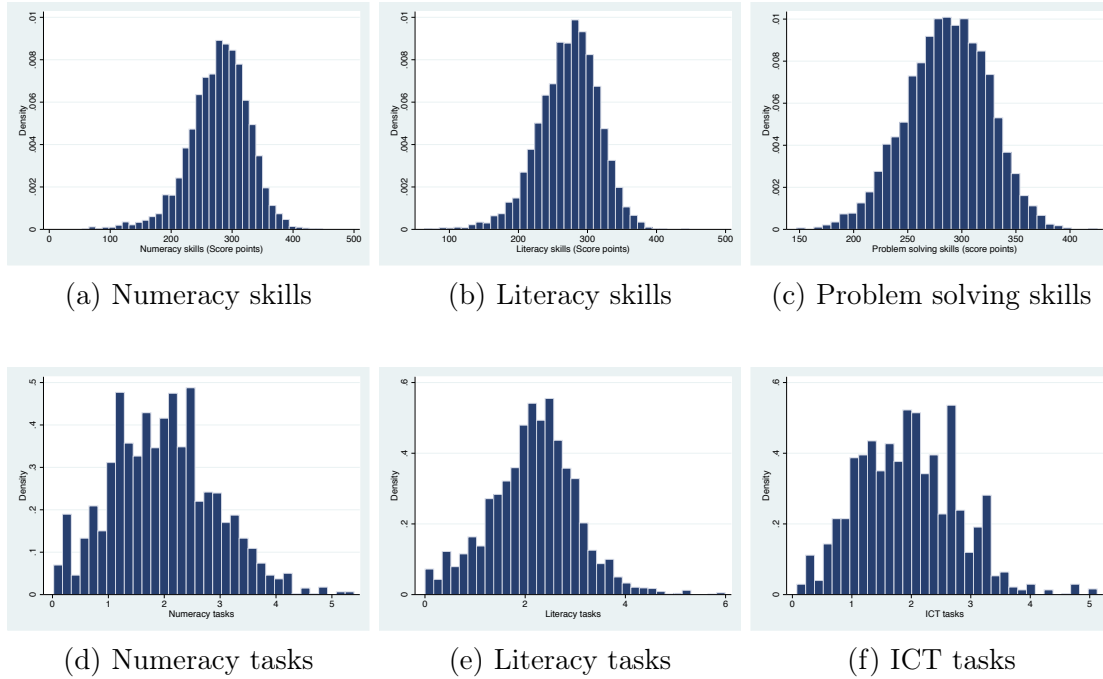 Density
0 .002 .004 .006 .008 .01
0 100 200 300 400 500
Numeracy skills (Score points)
(a) Numeracy skills
Density
0 .002 .004 .006 .008 .01
100 200 300 400 500
Literacy skills (Score points)
(b) Literacy skills
Density
0 .002 .004 .006 .008 .01
150 200 250 300 350 400
Problem solving skills (score points)
(c) Problem solving skills
Density
0 .1 .2 .3 .4 .5
0 1 2 3 4 5
Numeracy tasks
(d) Numeracy tasks
Density
0 .2 .4 .6
0 2 4 6
Literacy tasks
(e) Literacy tasks
Density
0 .2 .4 .6
0 1 2 3 4 5
ICT tasks
(f) ICT tasks